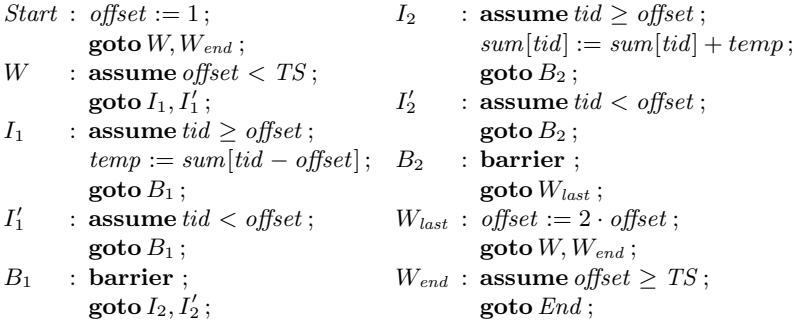 Start : offset := 1 ;
goto W, W_end ;
W : assume offset < TS ;
goto I_1, I′_1 ;
I_1 : assume tid ≥ offset ;
temp := sum[tid − offset] ;
goto B_1 ;
I′_1 : assume tid < offset ;
goto B_1 ;
B_1 : barrier ;
goto I_2, I′_2 ;
I_2 : assume tid ≥ offset ;
sum[tid] := sum[tid] + temp ;
goto B_2 ;
I′_2 : assume tid < offset ;
goto B_2 ;
B_2 : barrier ;
goto W_last ;
W_last : offset := 2 · offset ;
goto W, W_end ;
W_end : assume offset ≥ TS ;
goto End ;